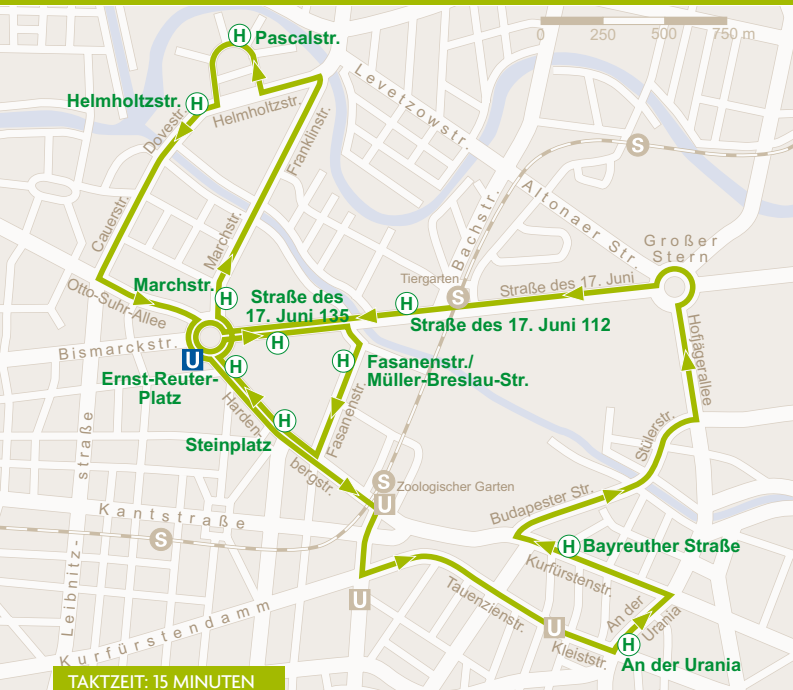 H Pascalstr.
0 250 500 750 m
Levetzowstr.
Helmholtzstr. H
Helmholtzstr.
Dovestr.
Franklinstr.
S
Altonaer Str.
Bachstr.
Cauerstr.
Marchstr.
Großer
Stern
Tiergarten
S
Straße des 17. Juni
Marchstr.
H
Otto-Suhr-Allee
Straße des
17. Juni 135
H
H
Straße des 17. Juni 112
Hofjägerallee
Bismarckstr.
U
H
Ernst-Reuter-
Platz
H Fasanenstr./
Müller-Breslau-Str.
Fasanenstr.
Harden-
bergstr.
H
Steinplatz
Stülerstr.
S
Zoologischer Garten
U
Budapester Str.
Kantstraße
S
H Bayreuther Straße
Kurfürstenstr.
Leibnitz-
straße
Tauenzienstr.
U
An der
Urania
Kurfürstendamm
U
Kleiststr.
H
An der Urania
TAKTZEIT: 15 MINUTEN